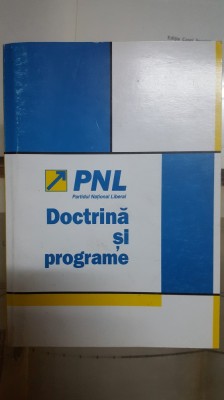 PNL
Partidul Național Liberal
Doctrină
și
programe